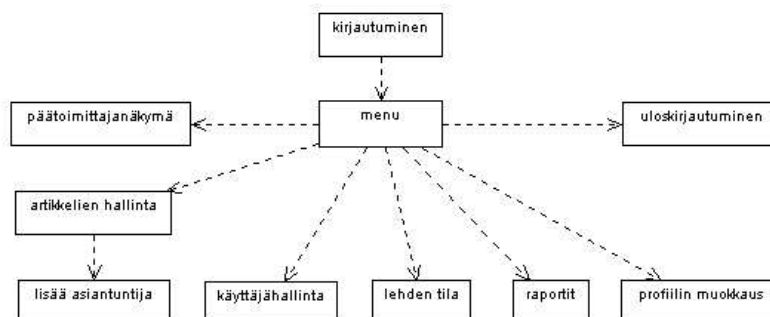 kirjautuminen
päätoimittajanäkymä
menu
uloskirjautuminen
artikkelien hallinta
lisää asiantuntija
käyttäjähallinta
lehden tila
raportit
profiilin muokkaus